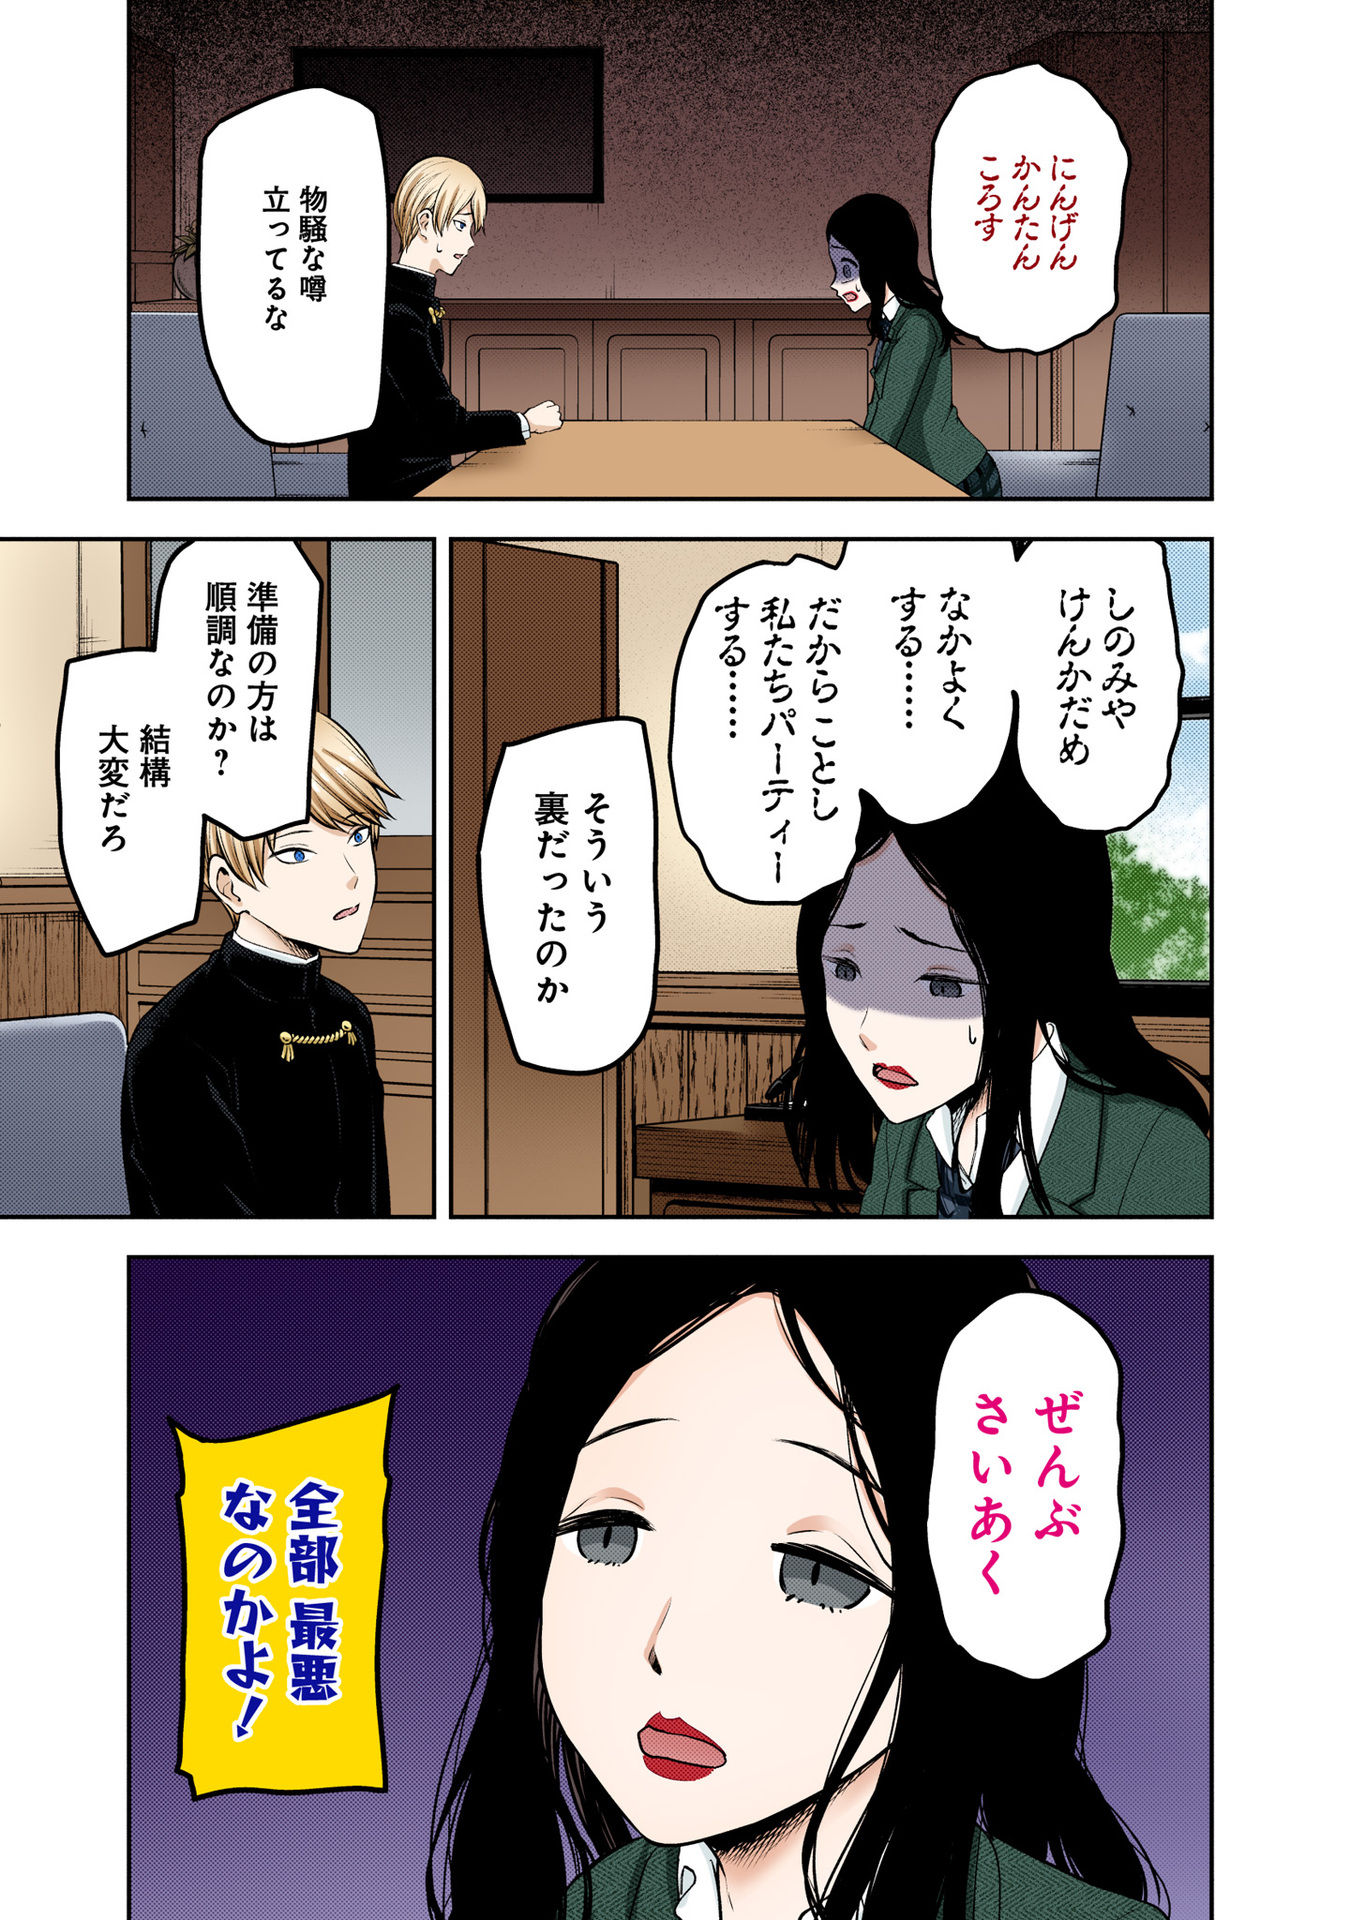 にんげん
かんたん
ころす
物騒な噂
立ってるな
しのみや
けんかだめ
なかよく
する……
だからことし
私たちパーティー
する……
そういう
裏だったのか
準備の方は
順調なのか?
結構
大変だろ
ぜんぶ
さいあく
全部 最悪
なのかよ!